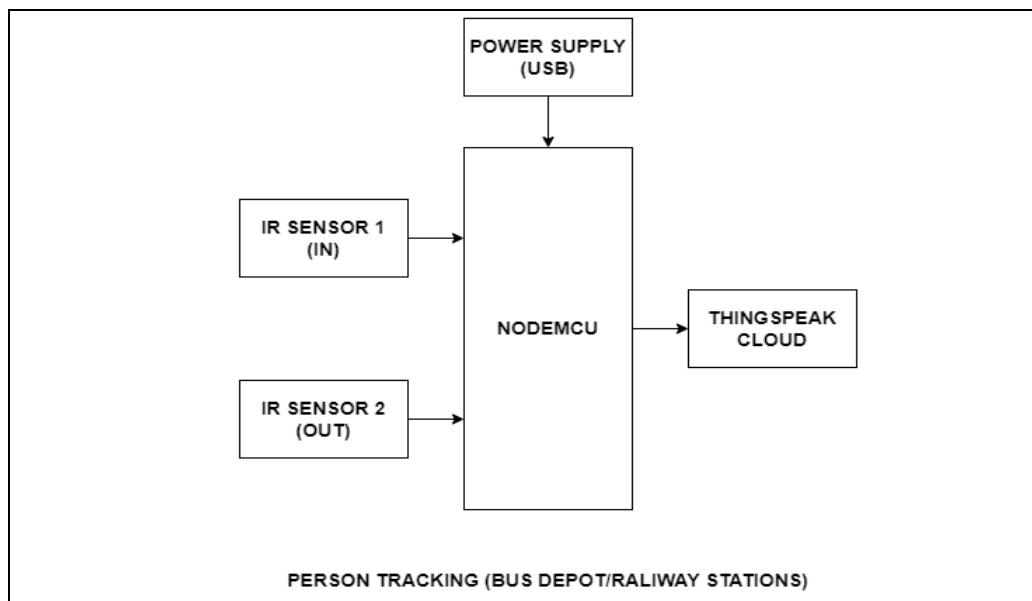 POWER SUPPLY
(USB)
IR SENSOR 1
(IN)
NODEMCU
THINGSPEAK
CLOUD
IR SENSOR 2
(OUT)
PERSON TRACKING (BUS DEPOT/RALIWAY STATIONS)